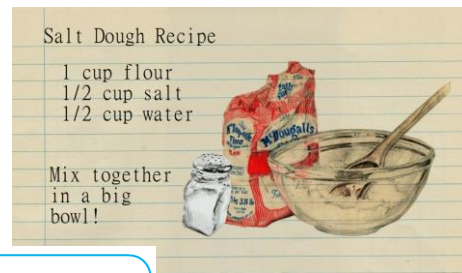 Salt Dough Recipe
1 cup flour
1/2 cup salt
1/2 cup water
Mix together
in a big
bowl!
McDougalls